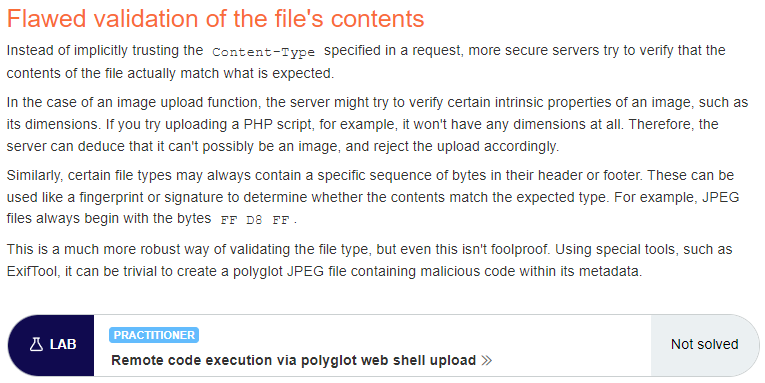 Flawed validation of the file's contents
Instead of implicitly trusting the Content-Type specified in a request, more secure servers try to verify that the
contents of the file actually match what is expected.
In the case of an image upload function, the server might try to verify certain intrinsic properties of an image, such as
its dimensions. If you try uploading a PHP script, for example, it won't have any dimensions at all. Therefore, the
server can deduce that it can't possibly be an image, and reject the upload accordingly.
Similarly, certain file types may always contain a specific sequence of bytes in their header or footer. These can be
used like a fingerprint or signature to determine whether the contents match the expected type. For example, JPEG
files always begin with the bytes FF D8 FF.
This is a much more robust way of validating the file type, but even this isn't foolproof. Using special tools, such as
ExifTool, it can be trivial to create a polyglot JPEG file containing malicious code within its metadata.
LAB
PRACTITIONER
Remote code execution via polyglot web shell upload »
Not solved